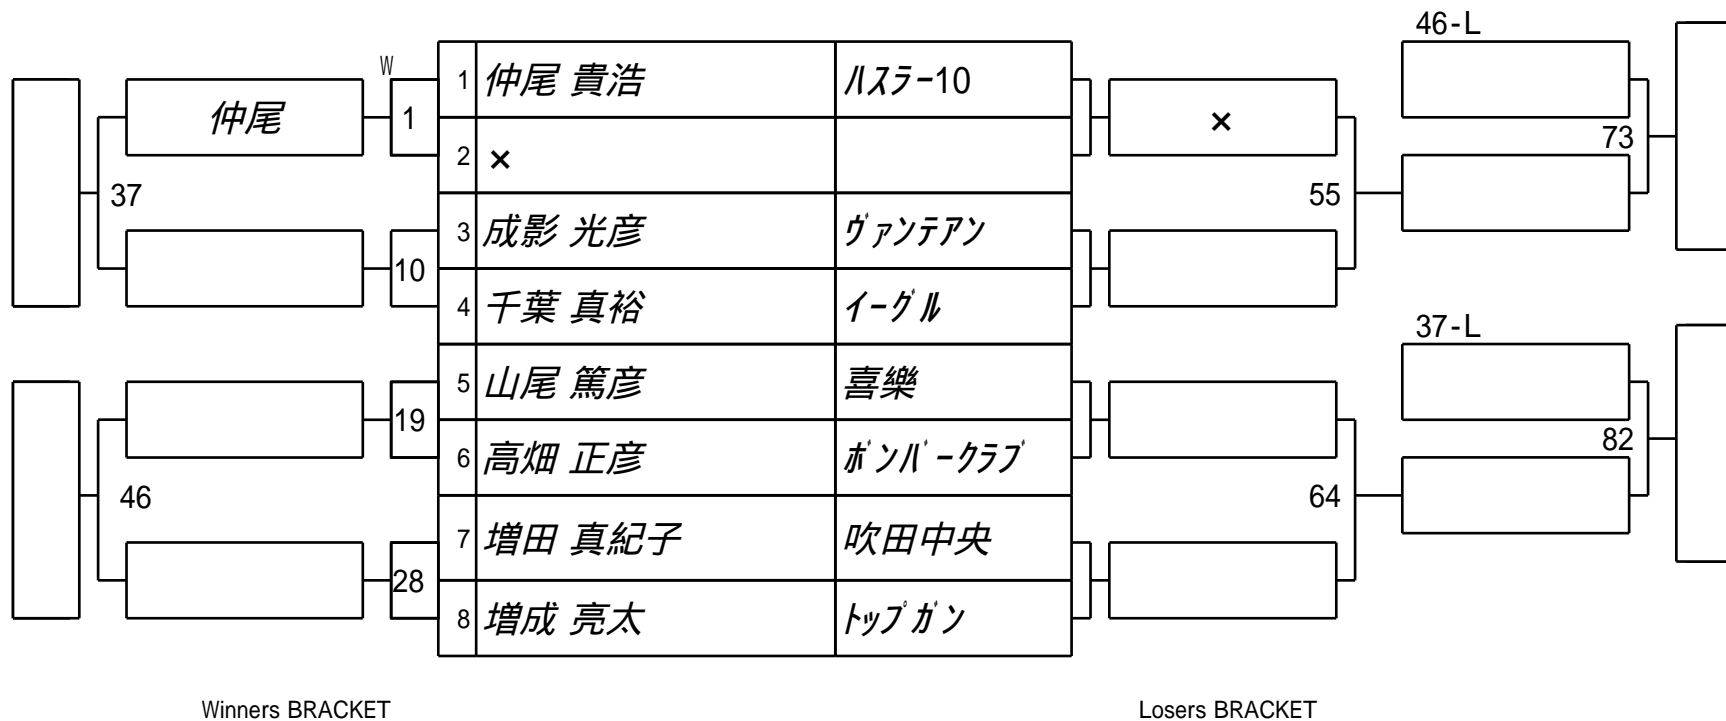 46-L
W
1 仲尾 貴浩 ﾊｽﾗｰ10
仲尾 1 ×
73
2 ×
37 55
3 成影 光彦 ヴァンテアン
10
4 千葉 真裕 ｲｰｸﾞﾙ
37-L
5 山尾 篤彦 喜樂
19
82
6 高畑 正彦 ﾎﾞﾝﾊﾞｰｸﾗﾌﾞ
46 64
7 増田 真紀子 吹田中央
28
8 増成 亮太 ﾄｯﾌﾟｶﾞﾝ
Winners BRACKET Losers BRACKET